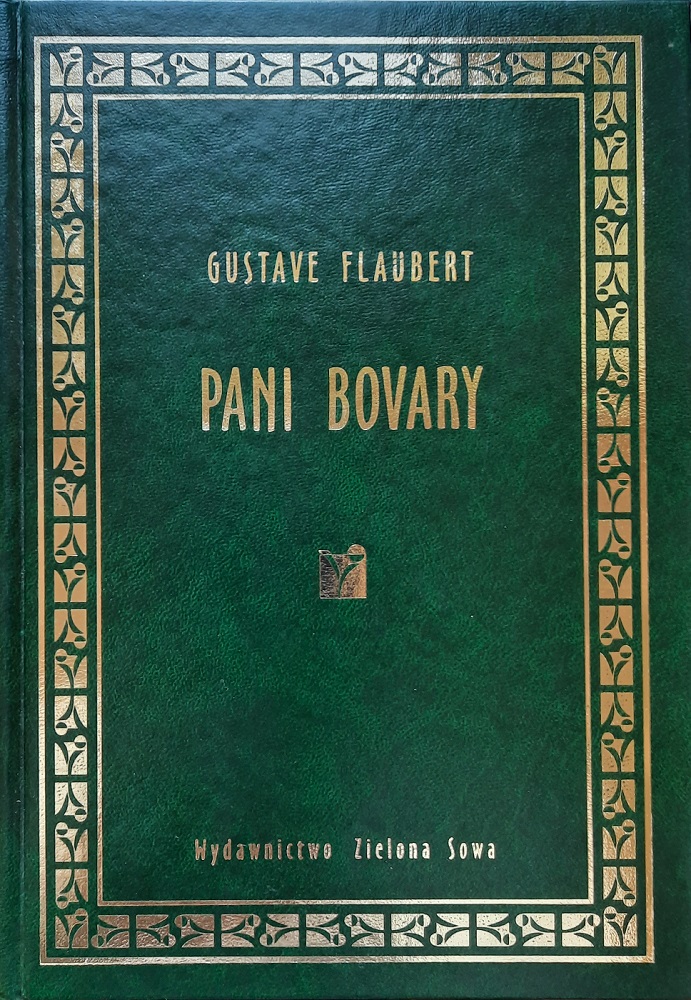 GUSTAVE FLAUBERT
PANI BOVARY
Wydawnictwo Zielona Sowa